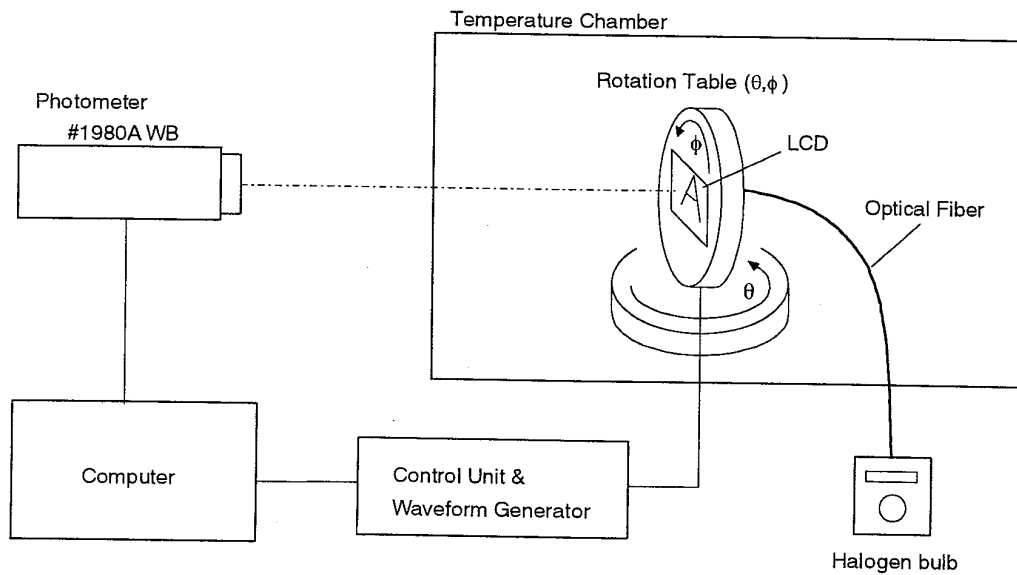 Temperature Chamber
Rotation Table (θ,ϕ)
Photometer
#1980A WB
ϕ
LCD
A
Optical Fiber
θ
Computer
Control Unit &
Waveform Generator
Halogen bulb